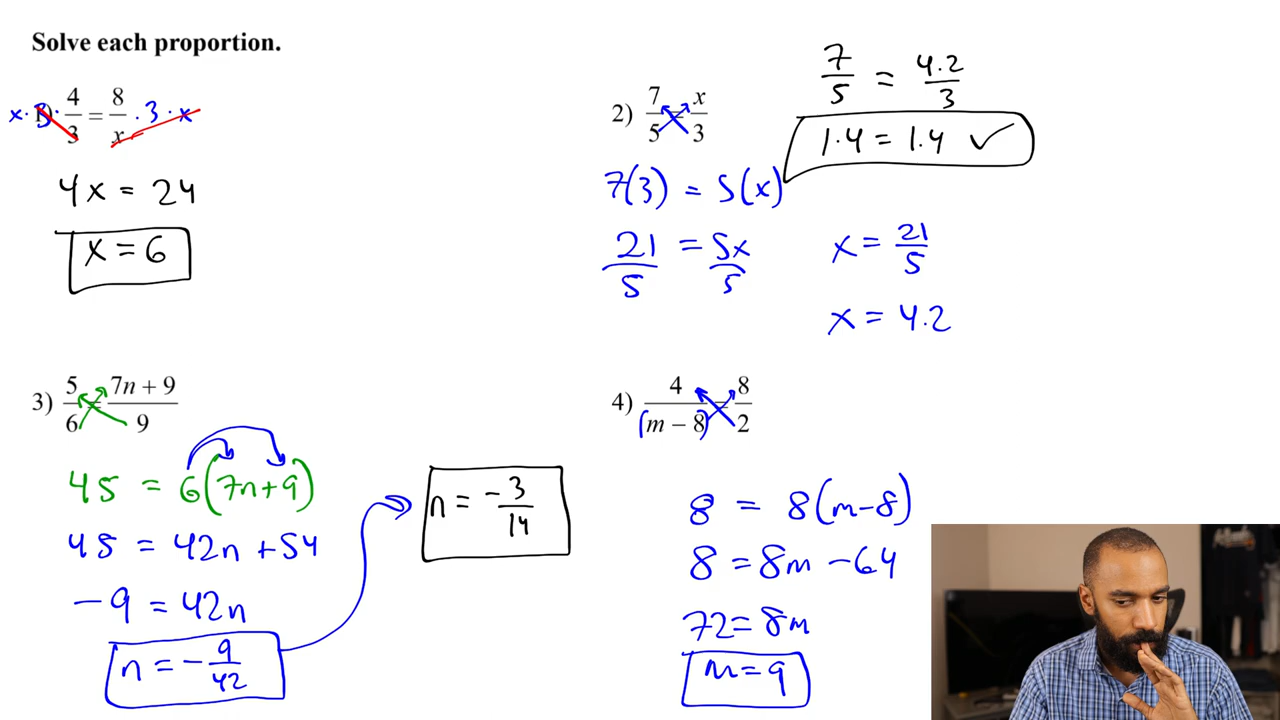 Solve each proportion.
x · 3 · 4/3 = 8/x · 3 · x
4x = 24
x = 6
2) 7/5 = x/3
7(3) = 5(x)
21/5 = 5x/5
x = 21/5
x = 4.2
7/5 = 4.2/3
1.4 = 1.4 ✓
3) 5/6 = 7n + 9/9
45 = 6(7n+9)
45 = 42n + 54
-9 = 42n
n = -9/42
n = -3/14
4) 4/(m − 8) = 8/2
8 = 8(m-8)
8 = 8m - 64
72 = 8m
m = 9